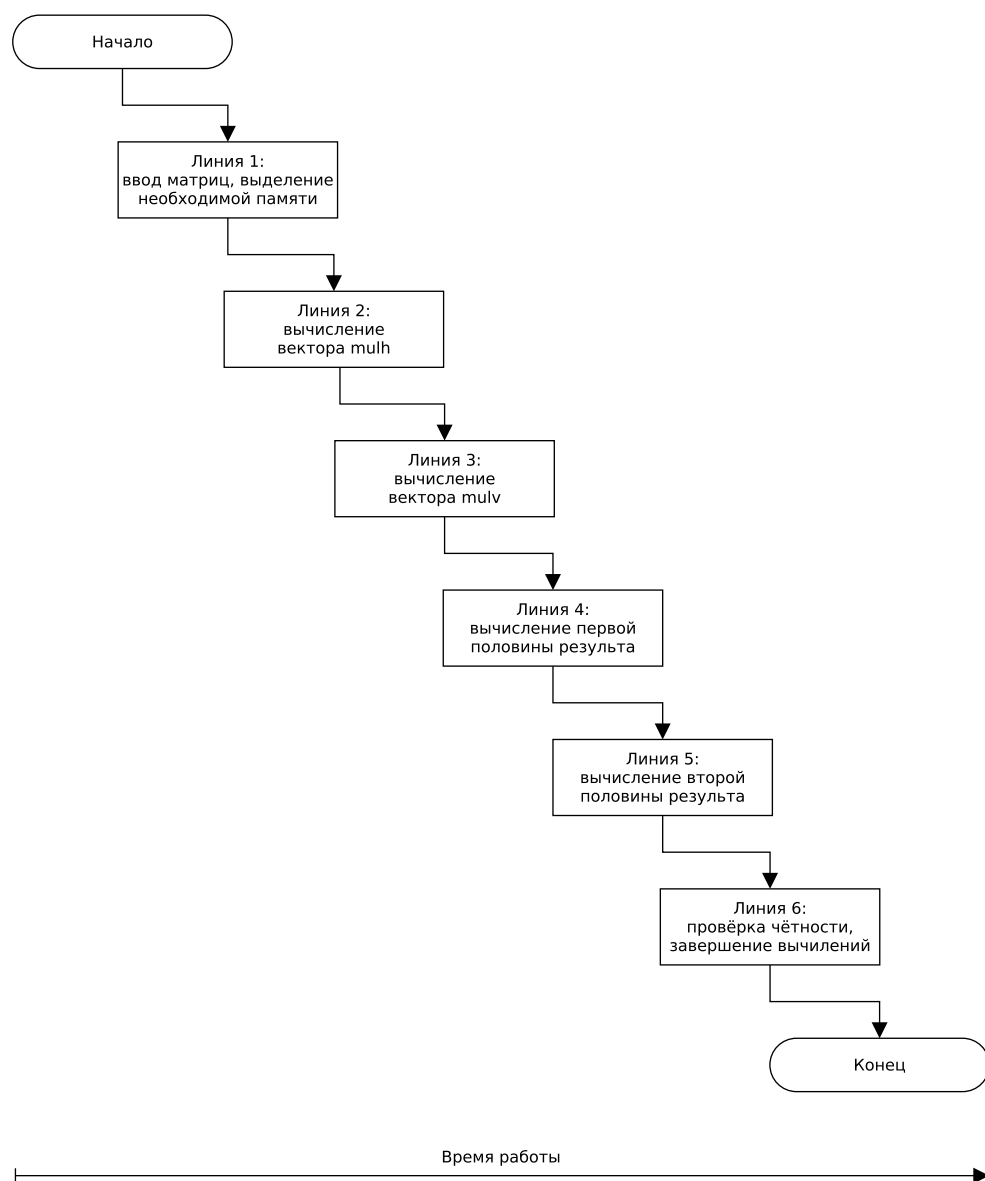 Начало
Линия 1:
ввод матриц, выделение
необходимой памяти
Линия 2:
вычисление
вектора mulh
Линия 3:
вычисление
вектора mulv
Линия 4:
вычисление первой
половины результа
Линия 5:
вычисление второй
половины результа
Линия 6:
провёрка чётности,
завершение вычилений
Конец
Время работы